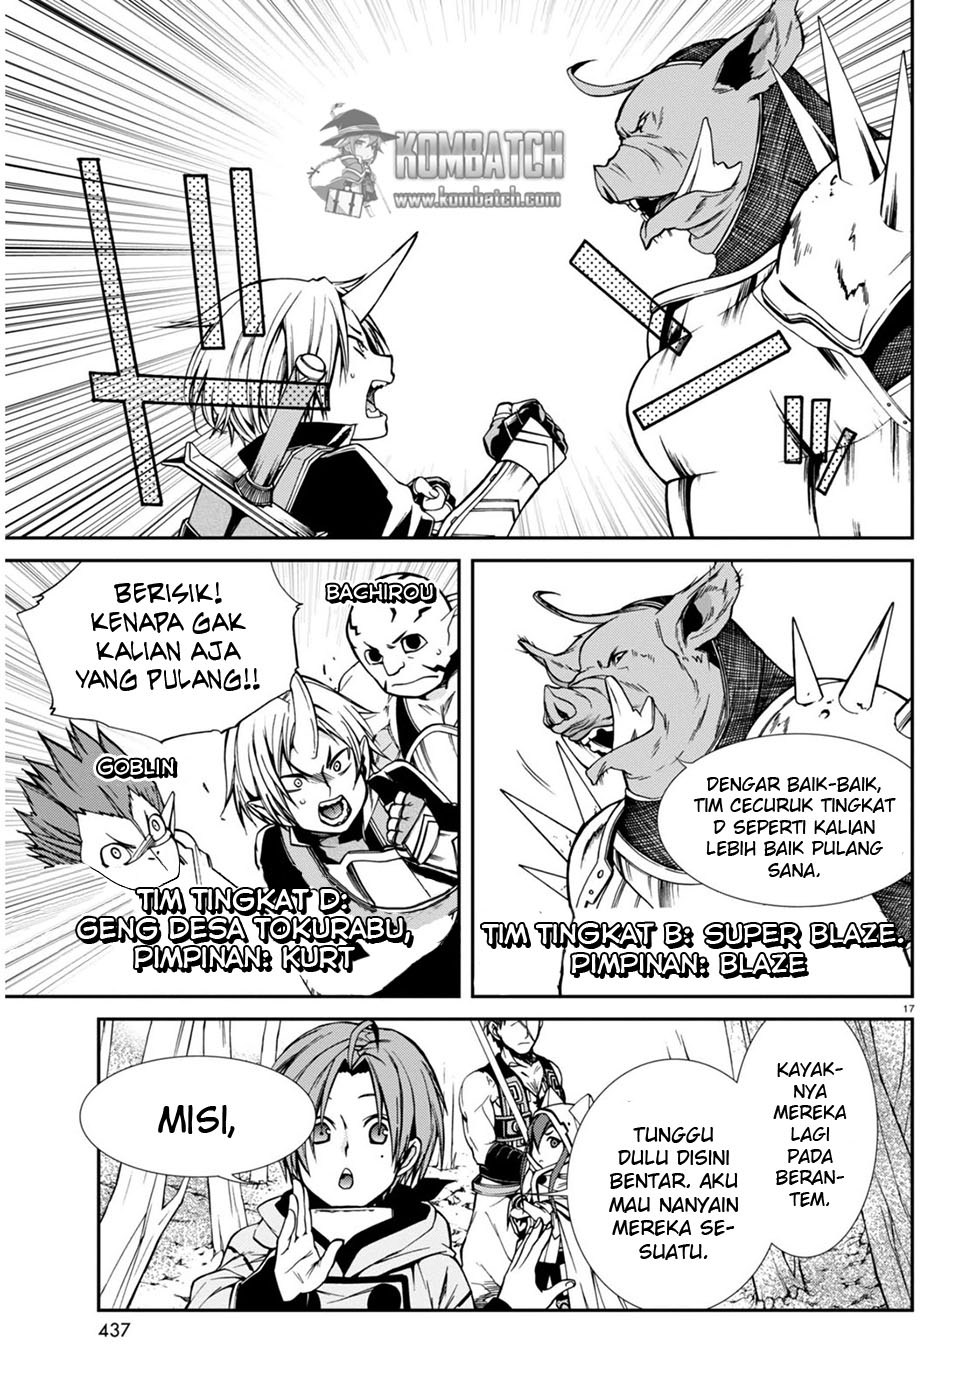 KOMBATCH
www.kombatch.com
DENGAR BAIK-BAIK,
TIM CECURUK TINGKAT
D SEPERTI KALIAN
LEBIH BAIK PULANG
SANA.
TIM TINGKAT B: SUPER BLAZE.
PIMPINAN: BLAZE
BERISIK!
KENAPA GAK
KALIAN AJA
YANG PULANG!!
BACHIROU
GOBLIN
TIM TINGKAT D:
GENG DESA TOKURABU,
PIMPINAN: KURT
17
KAYAK-
NYA
MEREKA
LAGI
PADA
BERAN-
TEM.
TUNGGU
DULU DISINI
BENTAR. AKU
MAU NANYAIN
MEREKA SE-
SUATU.
MISI,
437